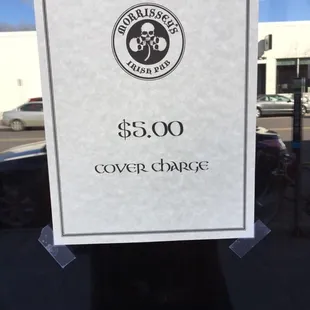 MORRISSEY'S
IRISH PUB
$5.00
COVER CHARGE